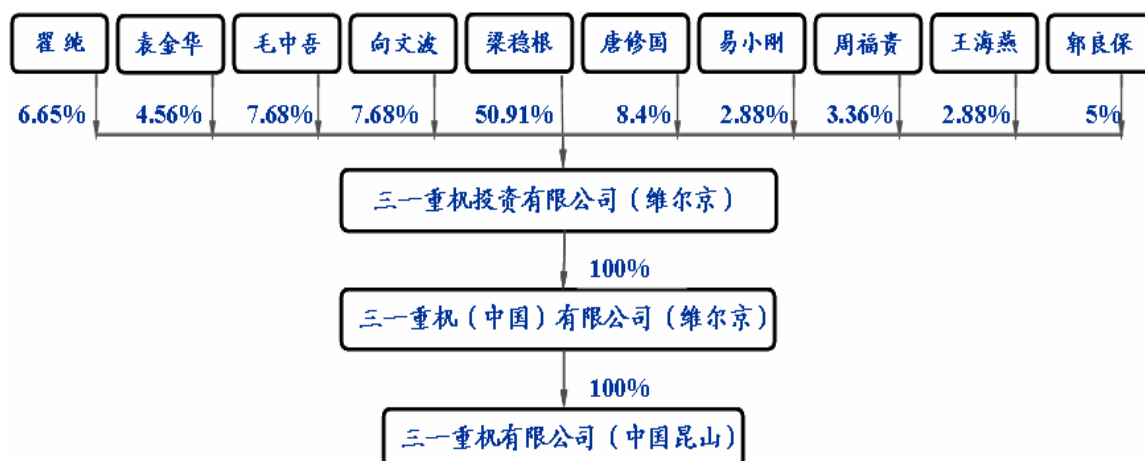 翟纯 袁金华 毛中吾 向文波 梁稳根 唐修国 易小刚 周福贵 王海燕 郭良保
6.65% 4.56% 7.68% 7.68% 50.91% 8.4% 2.88% 3.36% 2.88% 5%
三一重机投资有限公司（维尔京）
100%
三一重机（中国）有限公司（维尔京）
100%
三一重机有限公司（中国昆山）